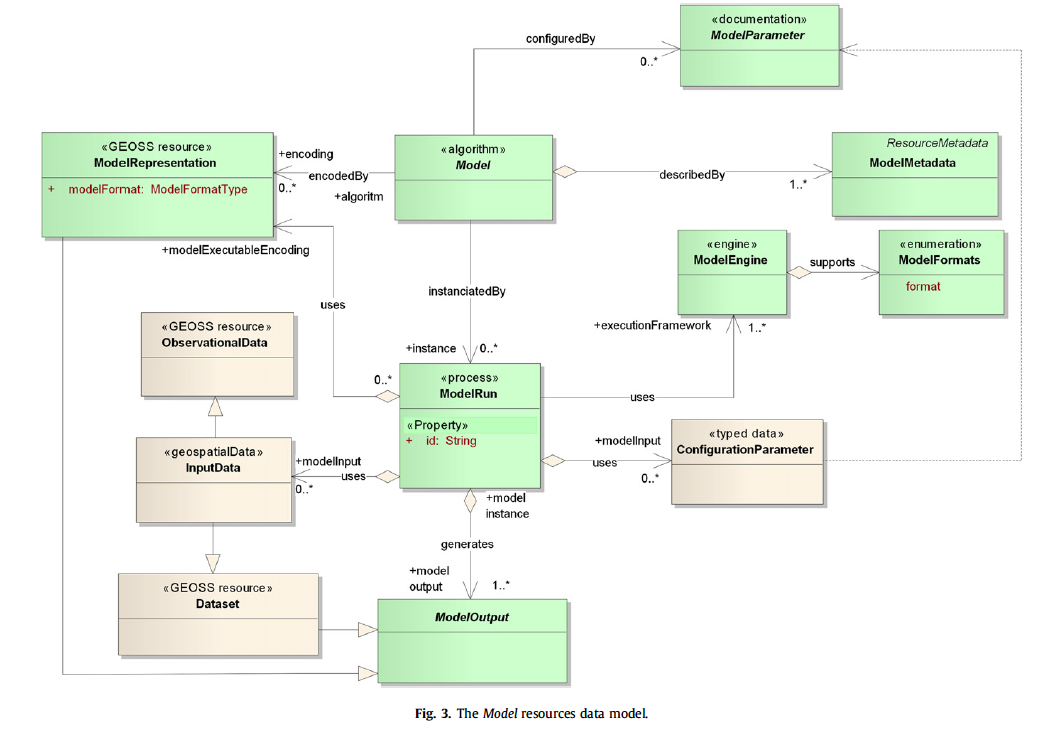 «documentation»
ModelParameter
configuredBy
0..*
«GEOSS resource»
ModelRepresentation
+ modelFormat: ModelFormatType
+encoding
encodedBy
0..*
+algoritm
«algorithm»
Model
describedBy
1..*
ResourceMetadata
ModelMetadata
+modelExecutableEncoding
uses
0..*
instanciatedBy
+instance
0..*
«engine»
ModelEngine
supports
«enumeration»
ModelFormats
format
+executionFramework
1..*
uses
«GEOSS resource»
ObservationalData
«process»
ModelRun
«Property»
+ id: String
«geospatialData»
InputData
+modelInput
uses
0..*
+modelInput
uses
0..*
«typed data»
ConfigurationParameter
+model
instance
generates
+model
output
1..*
«GEOSS resource»
Dataset
ModelOutput
Fig. 3. The Model resources data model.